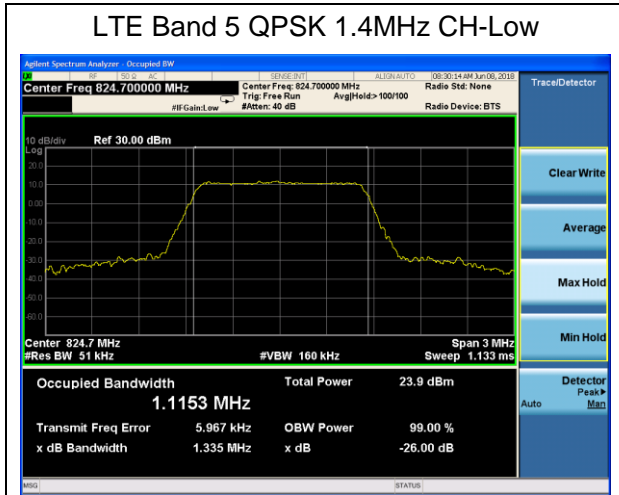 LTE Band 5 QPSK 1.4MHz CH-Low
Agilent Spectrum Analyzer - Occupied BW
LXI RF 50 Ω AC SENSE:INT ALIGN AUTO 08:30:14 AM Jun 08, 2018
Center Freq 824.700000 MHz Center Freq: 824.700000 MHz Radio Std: None Trace/Detector
Trig: Free Run Avg|Hold:> 100/100
#IFGain:Low #Atten: 40 dB Radio Device: BTS
10 dB/div Ref 30.00 dBm
Log
20.0
10.0
0.00
-10.0
-20.0
-30.0
-40.0
-50.0
-60.0
Clear Write
Average
Max Hold
Min Hold
Center 824.7 MHz Span 3 MHz
#Res BW 51 kHz #VBW 160 kHz Sweep 1.133 ms
Occupied Bandwidth Total Power 23.9 dBm
1.1153 MHz
Transmit Freq Error 5.967 kHz OBW Power 99.00 %
x dB Bandwidth 1.335 MHz x dB -26.00 dB
Detector
Peak▶
Auto Man
MSG STATUS